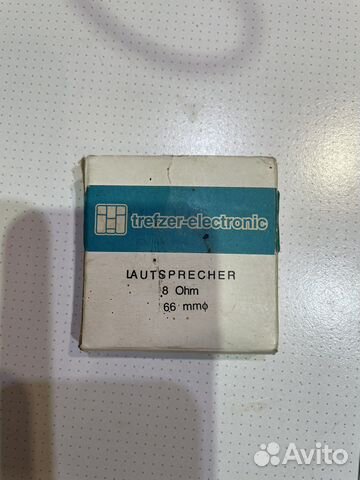 trefzer-electronic
LAUTSPRECHER
8 Ohm
66 mmϕ
Avito